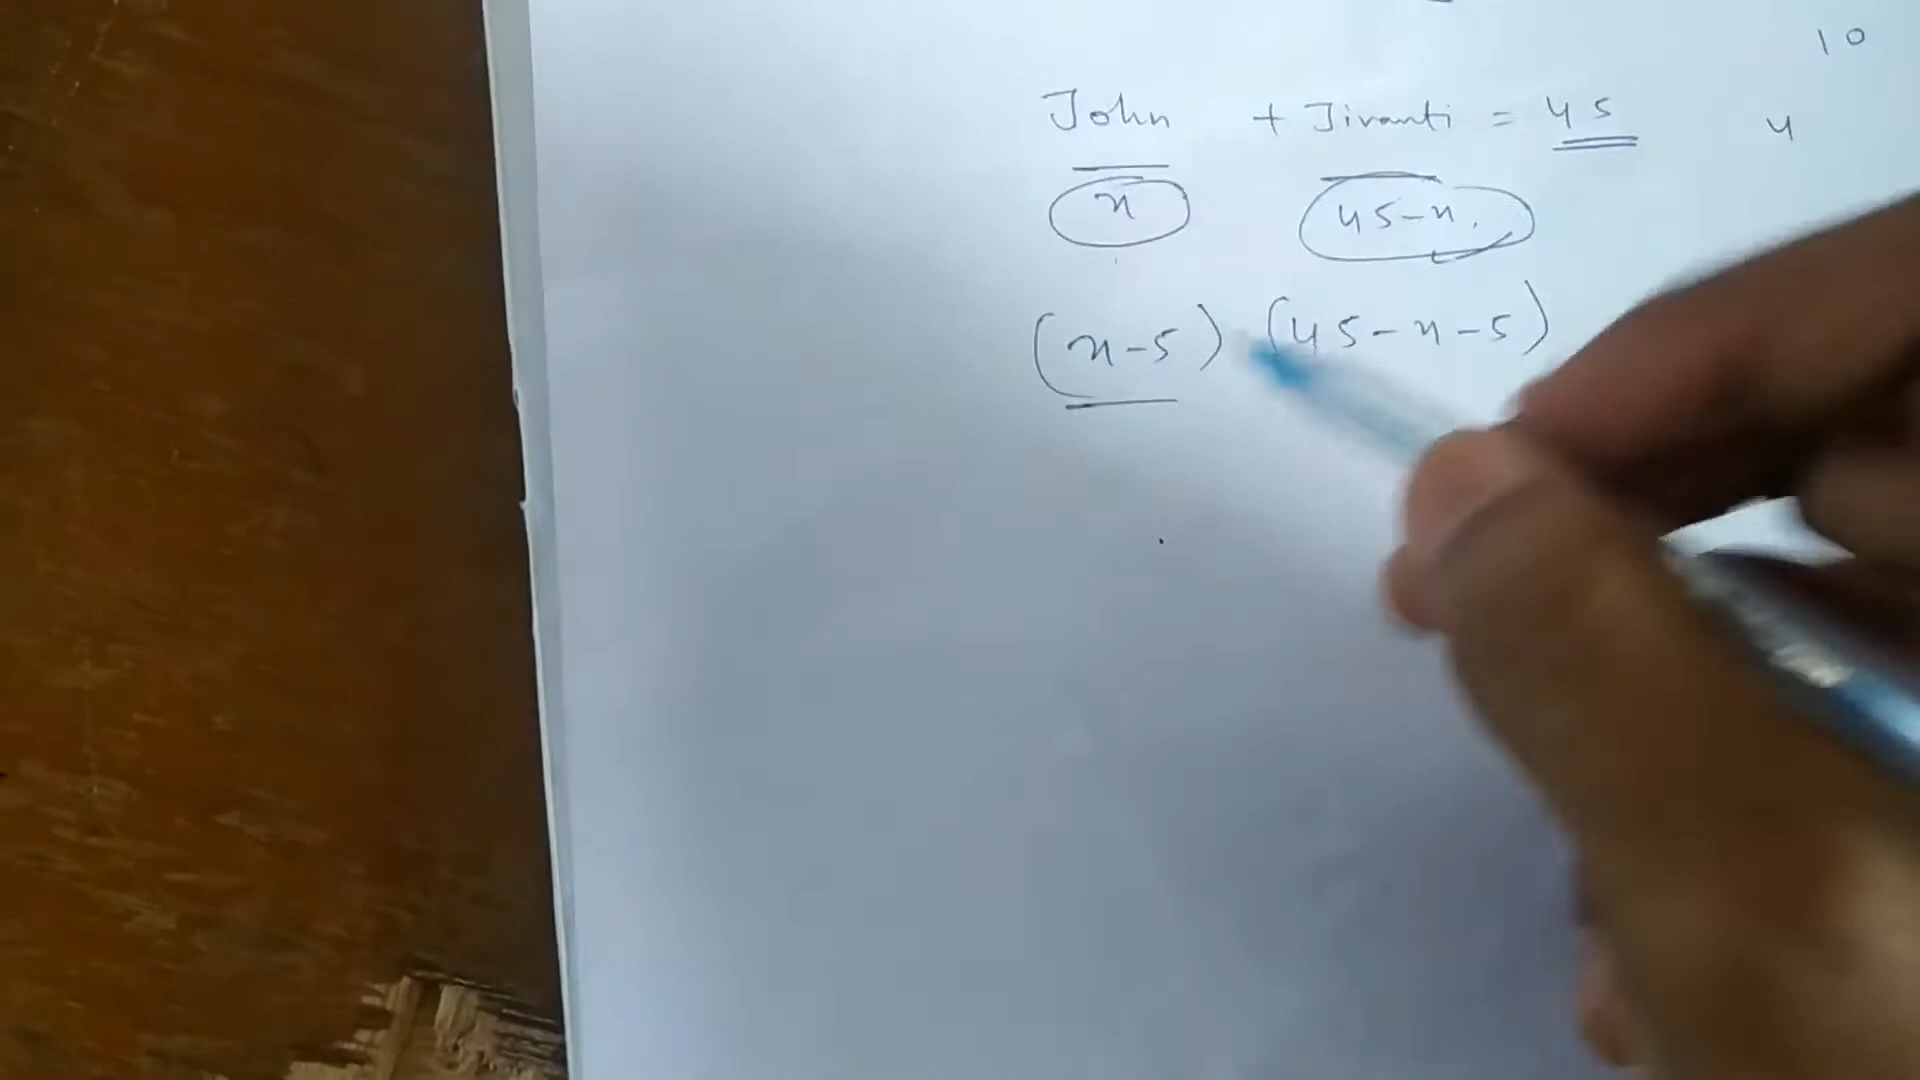 10
John + Jivanti = 45
4
x 45-x.
(x-5) (45-x-5)